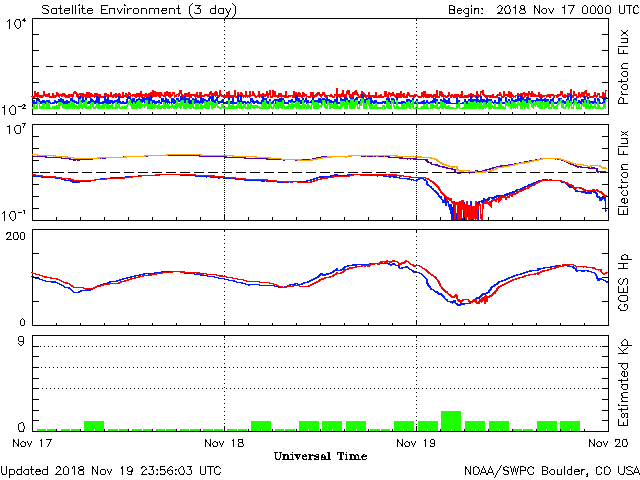 Satellite Environment (3 day)
Begin: 2018 Nov 17 0000 UTC
10^4
10^-2
Proton Flux
10^7
10^-1
Electron Flux
200
0
GOES Hp
9
0
Estimated Kp
Nov 17
Nov 18
Nov 19
Nov 20
Universal Time
Updated 2018 Nov 19 23:56:03 UTC
NOAA/SWPC Boulder, CO USA